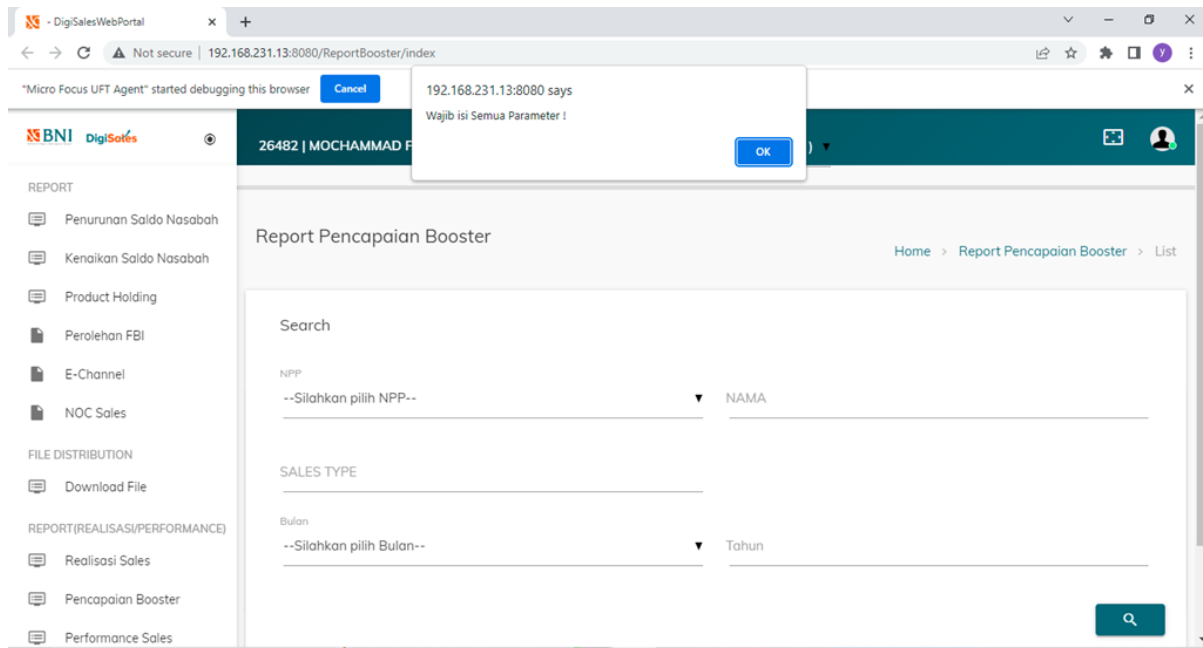 - DigiSalesWebPortal
Not secure | 192.168.231.13:8080/ReportBooster/index
y
"Micro Focus UFT Agent" started debugging this browser Cancel
192.168.231.13:8080 says
Wajib isi Semua Parameter !
OK
BNI DigiSales
26482 | MOCHAMMAD F
)
REPORT
Penurunan Saldo Nasabah
Kenaikan Saldo Nasabah
Product Holding
Perolehan FBI
E-Channel
NOC Sales
FILE DISTRIBUTION
Download File
REPORT(REALISASI/PERFORMANCE)
Realisasi Sales
Pencapaian Booster
Performance Sales
Report Pencapaian Booster
Home > Report Pencapaian Booster > List
Search
NPP
--Silahkan pilih NPP--
NAMA
SALES TYPE
Bulan
--Silahkan pilih Bulan--
Tahun